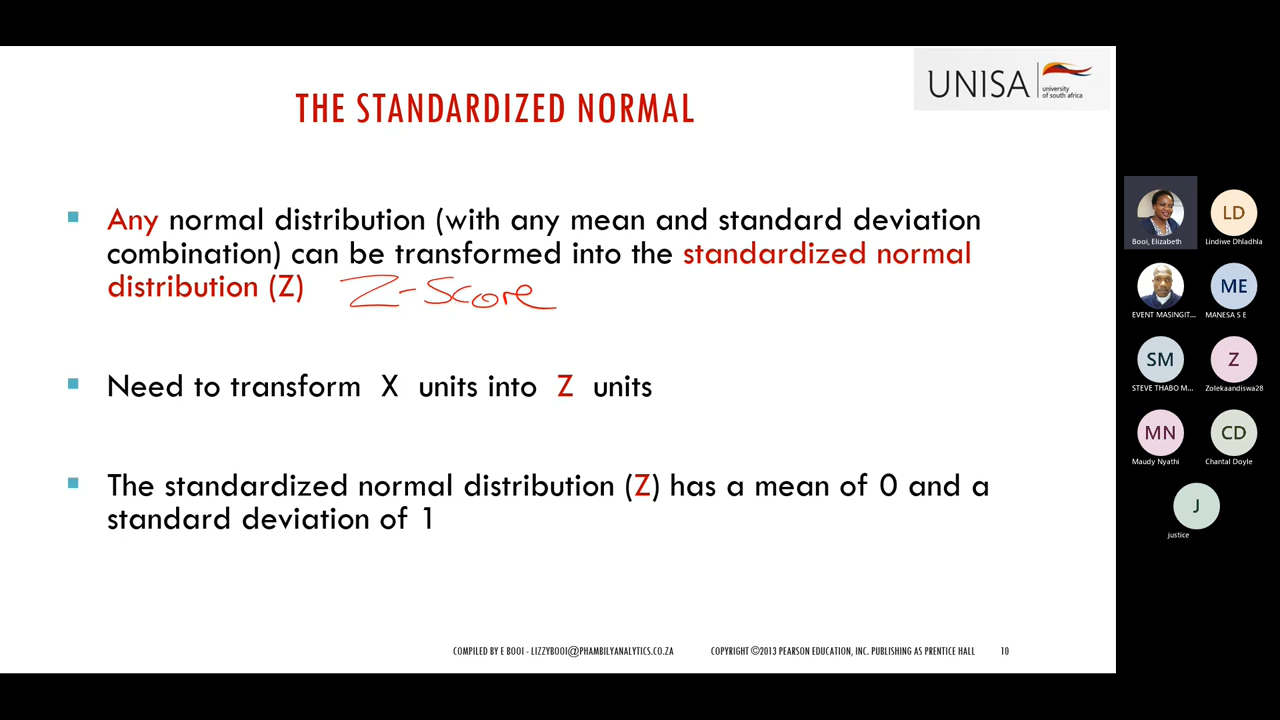 UNISA
university
of south africa
THE STANDARDIZED NORMAL
Any normal distribution (with any mean and standard deviation
combination) can be transformed into the standardized normal
distribution (Z) Z-Score
Need to transform X units into Z units
The standardized normal distribution (Z) has a mean of 0 and a
standard deviation of 1
COMPILED BY E BOOI - LIZZYBOOI@PHAMBILYANALYTICS.CO.ZA COPYRIGHT ©2013 PEARSON EDUCATION, INC. PUBLISHING AS PRENTICE HALL 10
Booi, Elizabeth
LD
Lindiwe Dhladhla
EVENT MASINGIT...
ME
MANESA S E
SM
STEVE THABO M...
Z
Zolekaandiswa28
MN
Maudy Nyathi
CD
Chantal Doyle
J
justice